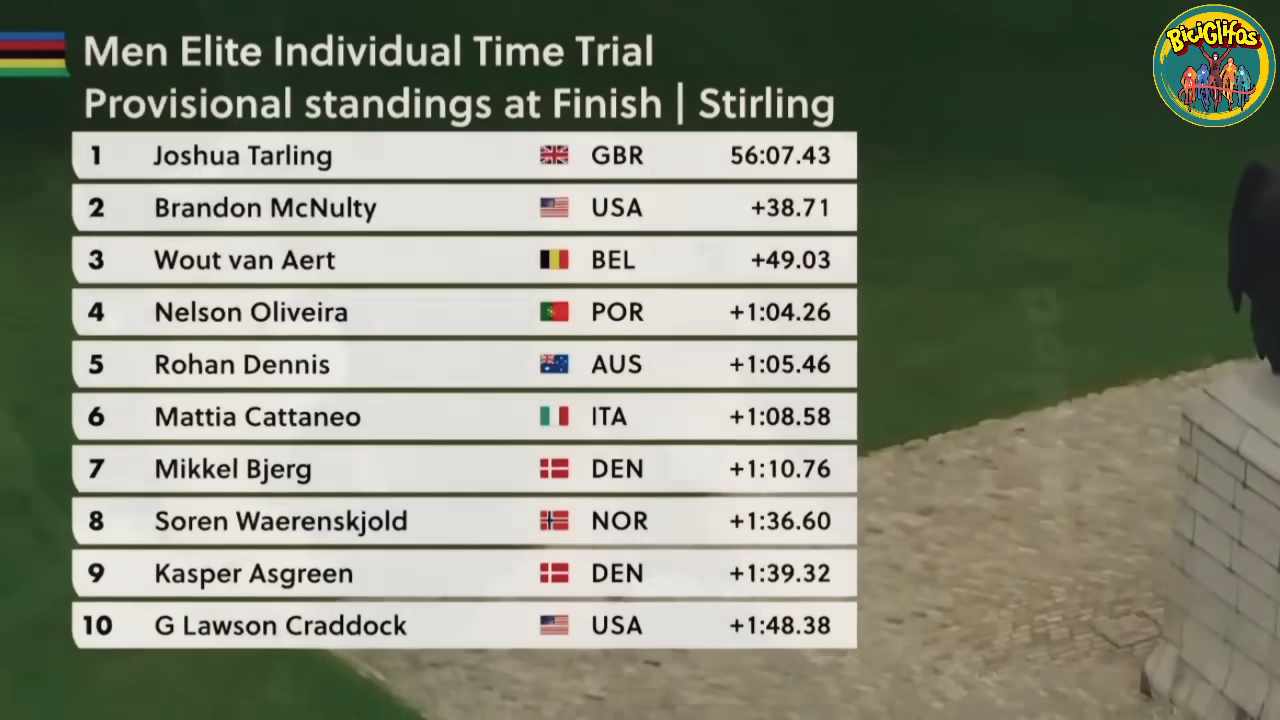 BiciGlifos
Men Elite Individual Time Trial
Provisional standings at Finish | Stirling
1 Joshua Tarling GBR 56:07.43
2 Brandon McNulty USA +38.71
3 Wout van Aert BEL +49.03
4 Nelson Oliveira POR +1:04.26
5 Rohan Dennis AUS +1:05.46
6 Mattia Cattaneo ITA +1:08.58
7 Mikkel Bjerg DEN +1:10.76
8 Soren Waerenskjold NOR +1:36.60
9 Kasper Asgreen DEN +1:39.32
10 G Lawson Craddock USA +1:48.38